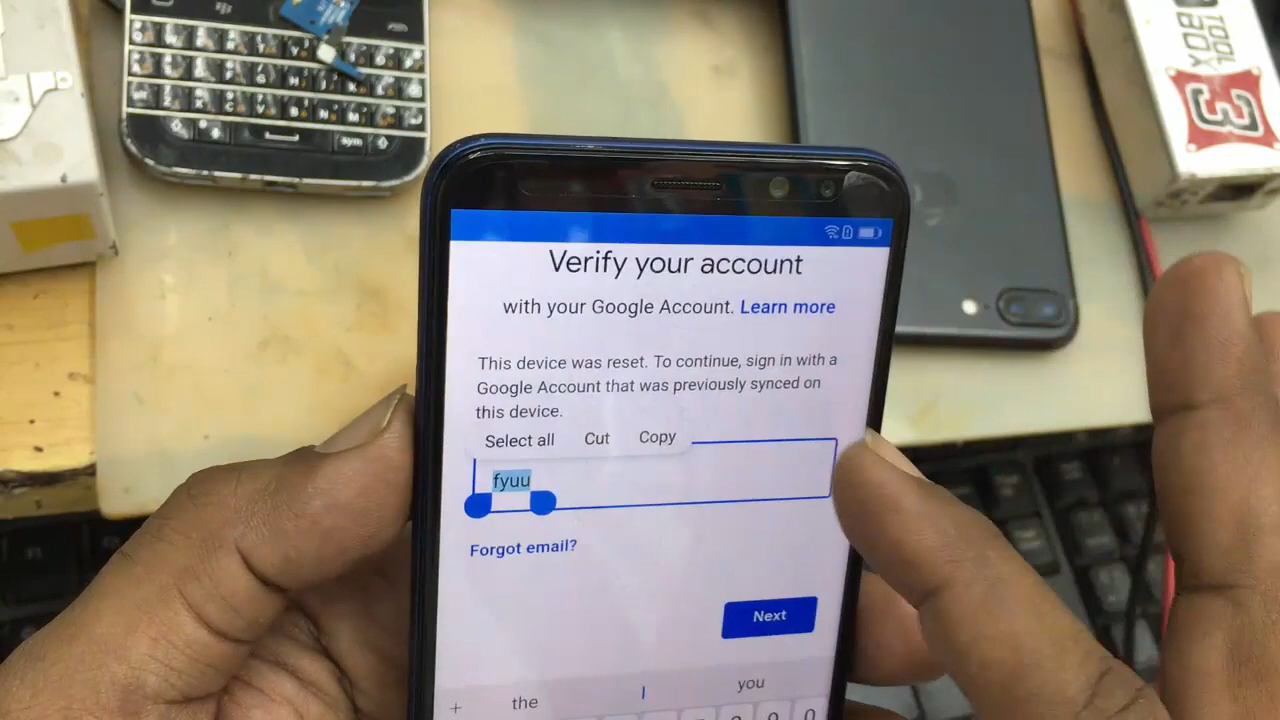 TOOL
BOX
3
sym
Verify your account
with your Google Account. Learn more
This device was reset. To continue, sign in with a
Google Account that was previously synced on
this device.
Select all Cut Copy
fyuu
Forgot email?
Next
+ the I you